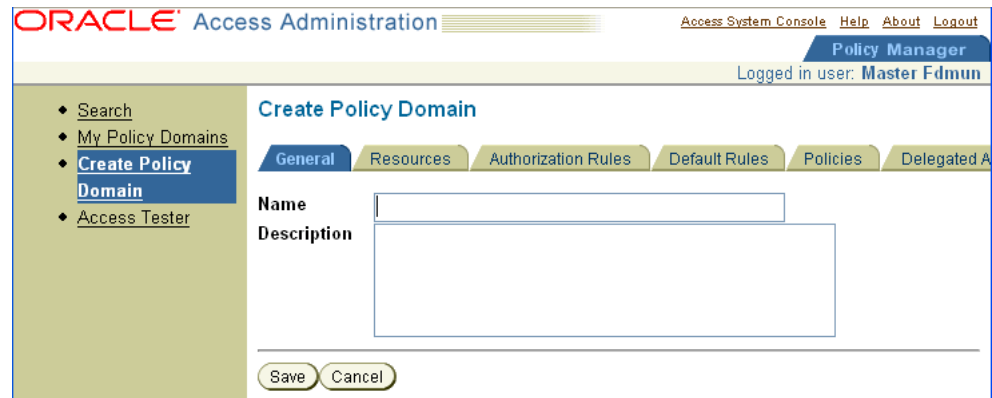 ORACLE Access Administration
Access System Console Help About Logout
Policy Manager
Logged in user: Master Fdmun
Search
My Policy Domains
Create Policy
Domain
Access Tester
Create Policy Domain
General Resources Authorization Rules Default Rules Policies Delegated A
Name
Description
Save Cancel